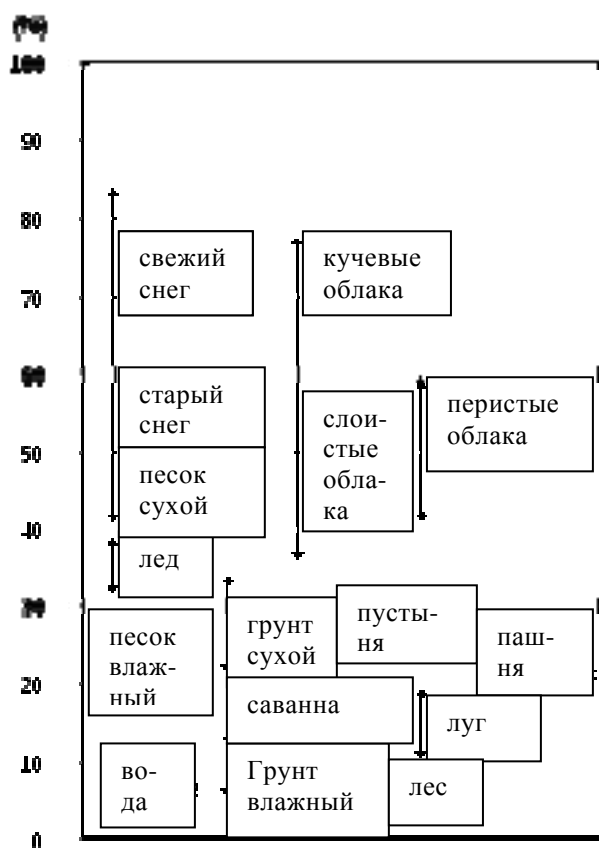 (%)
100
90
80
свежий
снег
кучевые
облака
70
60
старый
снег
перистые
облака
слои-
стые
обла-
ка
50
песок
сухой
40
лед
30
песок
влаж-
ный
грунт
сухой
пусты-
ня
паш-
ня
20
саванна
луг
10
во-
да
Грунт
влажный
лес
0